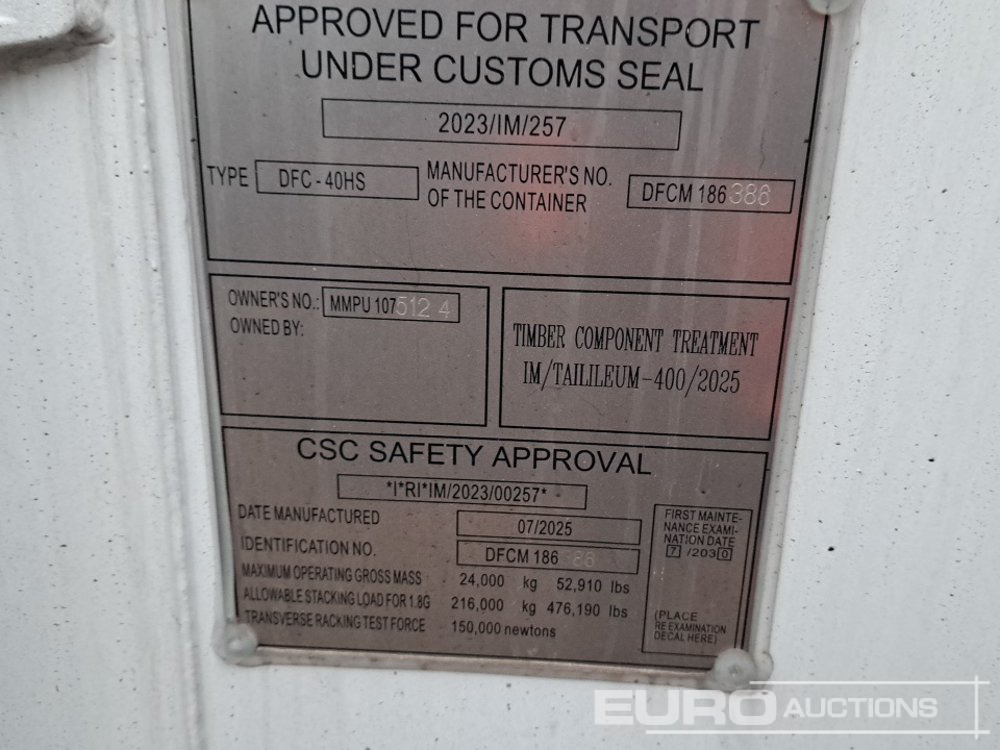 APPROVED FOR TRANSPORT
UNDER CUSTOMS SEAL
2023/IM/257
TYPE DFC - 40HS MANUFACTURER'S NO. OF THE CONTAINER DFCM 186386
OWNER'S NO.: MMPU 107512 4
OWNED BY:
TIMBER COMPONENT TREATMENT
IM/TAILILEUM-400/2025
CSC SAFETY APPROVAL
*I*RI*IM/2023/00257*
DATE MANUFACTURED 07/2025
IDENTIFICATION NO. DFCM 186
MAXIMUM OPERATING GROSS MASS 24,000 kg 52,910 lbs
ALLOWABLE STACKING LOAD FOR 1.8G 216,000 kg 476,190 lbs
TRANSVERSE RACKING TEST FORCE 150,000 newtons
FIRST MAINTE-
NANCE EXAMI-
NATION DATE
7 /2030
(PLACE
RE EXAMINATION
DECAL HERE)
EURO AUCTIONS